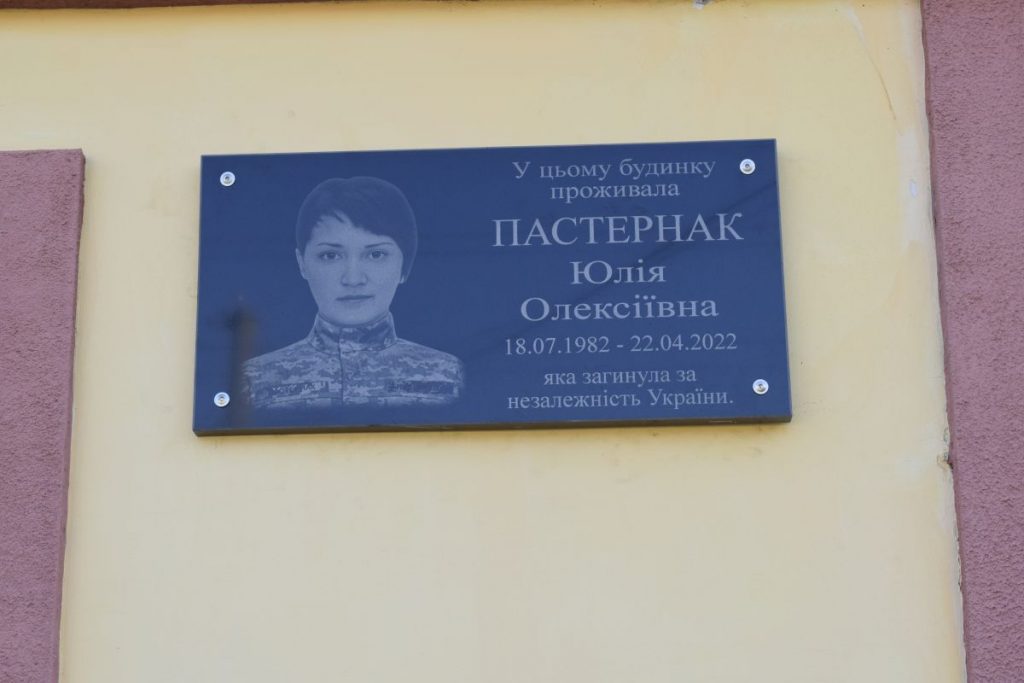 У цьому будинку
проживала
ПАСТЕРНАК
Юлія
Олексіївна
18.07.1982 - 22.04.2022
яка загинула за
незалежність України.